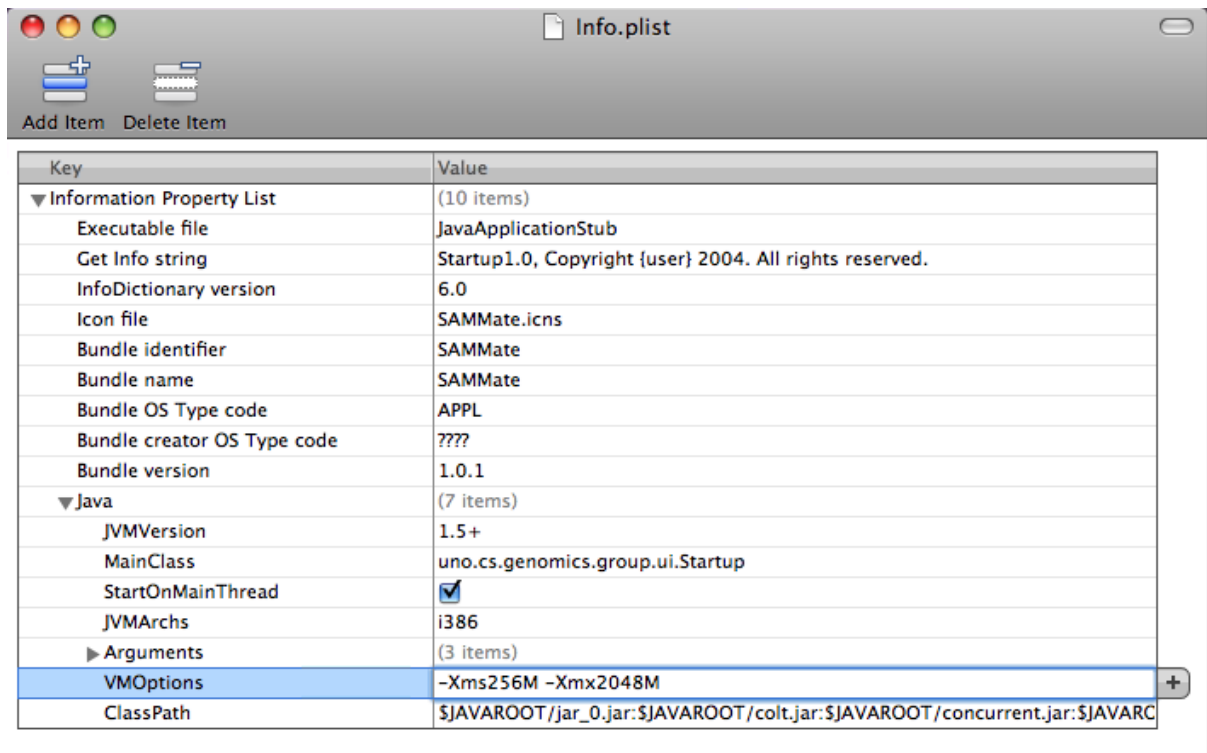 Info.plist
Add Item Delete Item
Key Value
Information Property List (10 items)
Executable file JavaApplicationStub
Get Info string Startup1.0, Copyright {user} 2004. All rights reserved.
InfoDictionary version 6.0
Icon file SAMMate.icns
Bundle identifier SAMMate
Bundle name SAMMate
Bundle OS Type code APPL
Bundle creator OS Type code ????
Bundle version 1.0.1
Java (7 items)
JVMVersion 1.5+
MainClass uno.cs.genomics.group.ui.Startup
StartOnMainThread
JVMArchs i386
Arguments (3 items)
VMOptions -Xms256M -Xmx2048M
ClassPath $JAVAROOT/jar_0.jar:$JAVAROOT/colt.jar:$JAVAROOT/concurrent.jar:$JAVARO